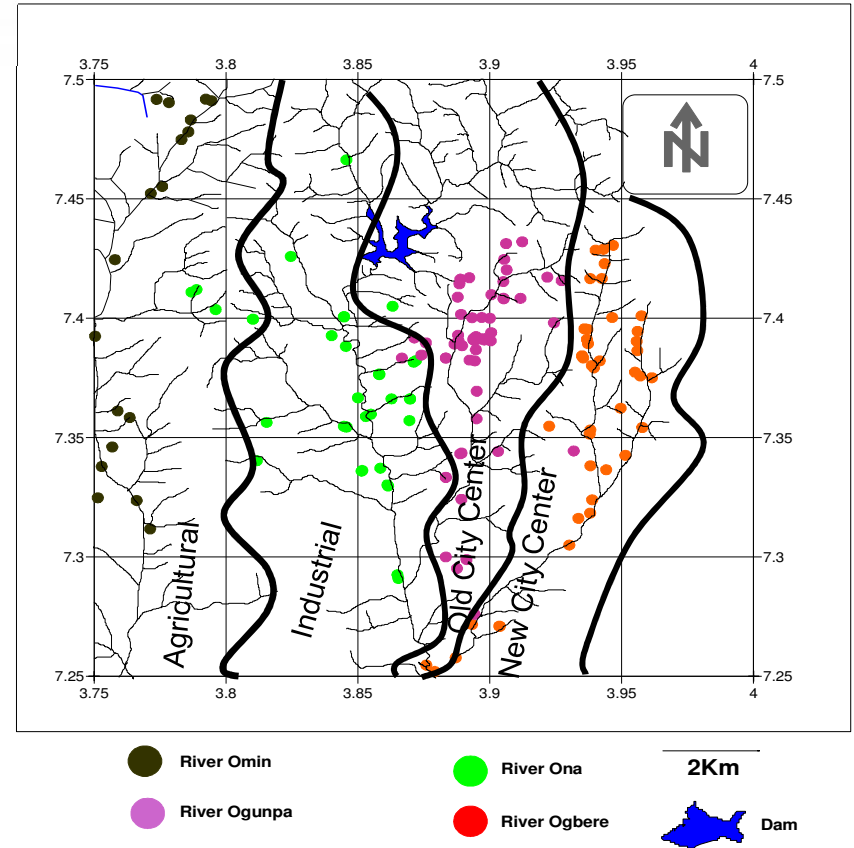 3.75 3.8 3.85 3.9 3.95 4
7.5 7.5
N
7.45 7.45
7.4 7.4
7.35 7.35
7.3 7.3
Agricultural
Industrial
Old City Center
New City Center
7.25 7.25
3.75 3.8 3.85 3.9 3.95 4
River Omin
River Ona
2Km
River Ogunpa
River Ogbere
Dam